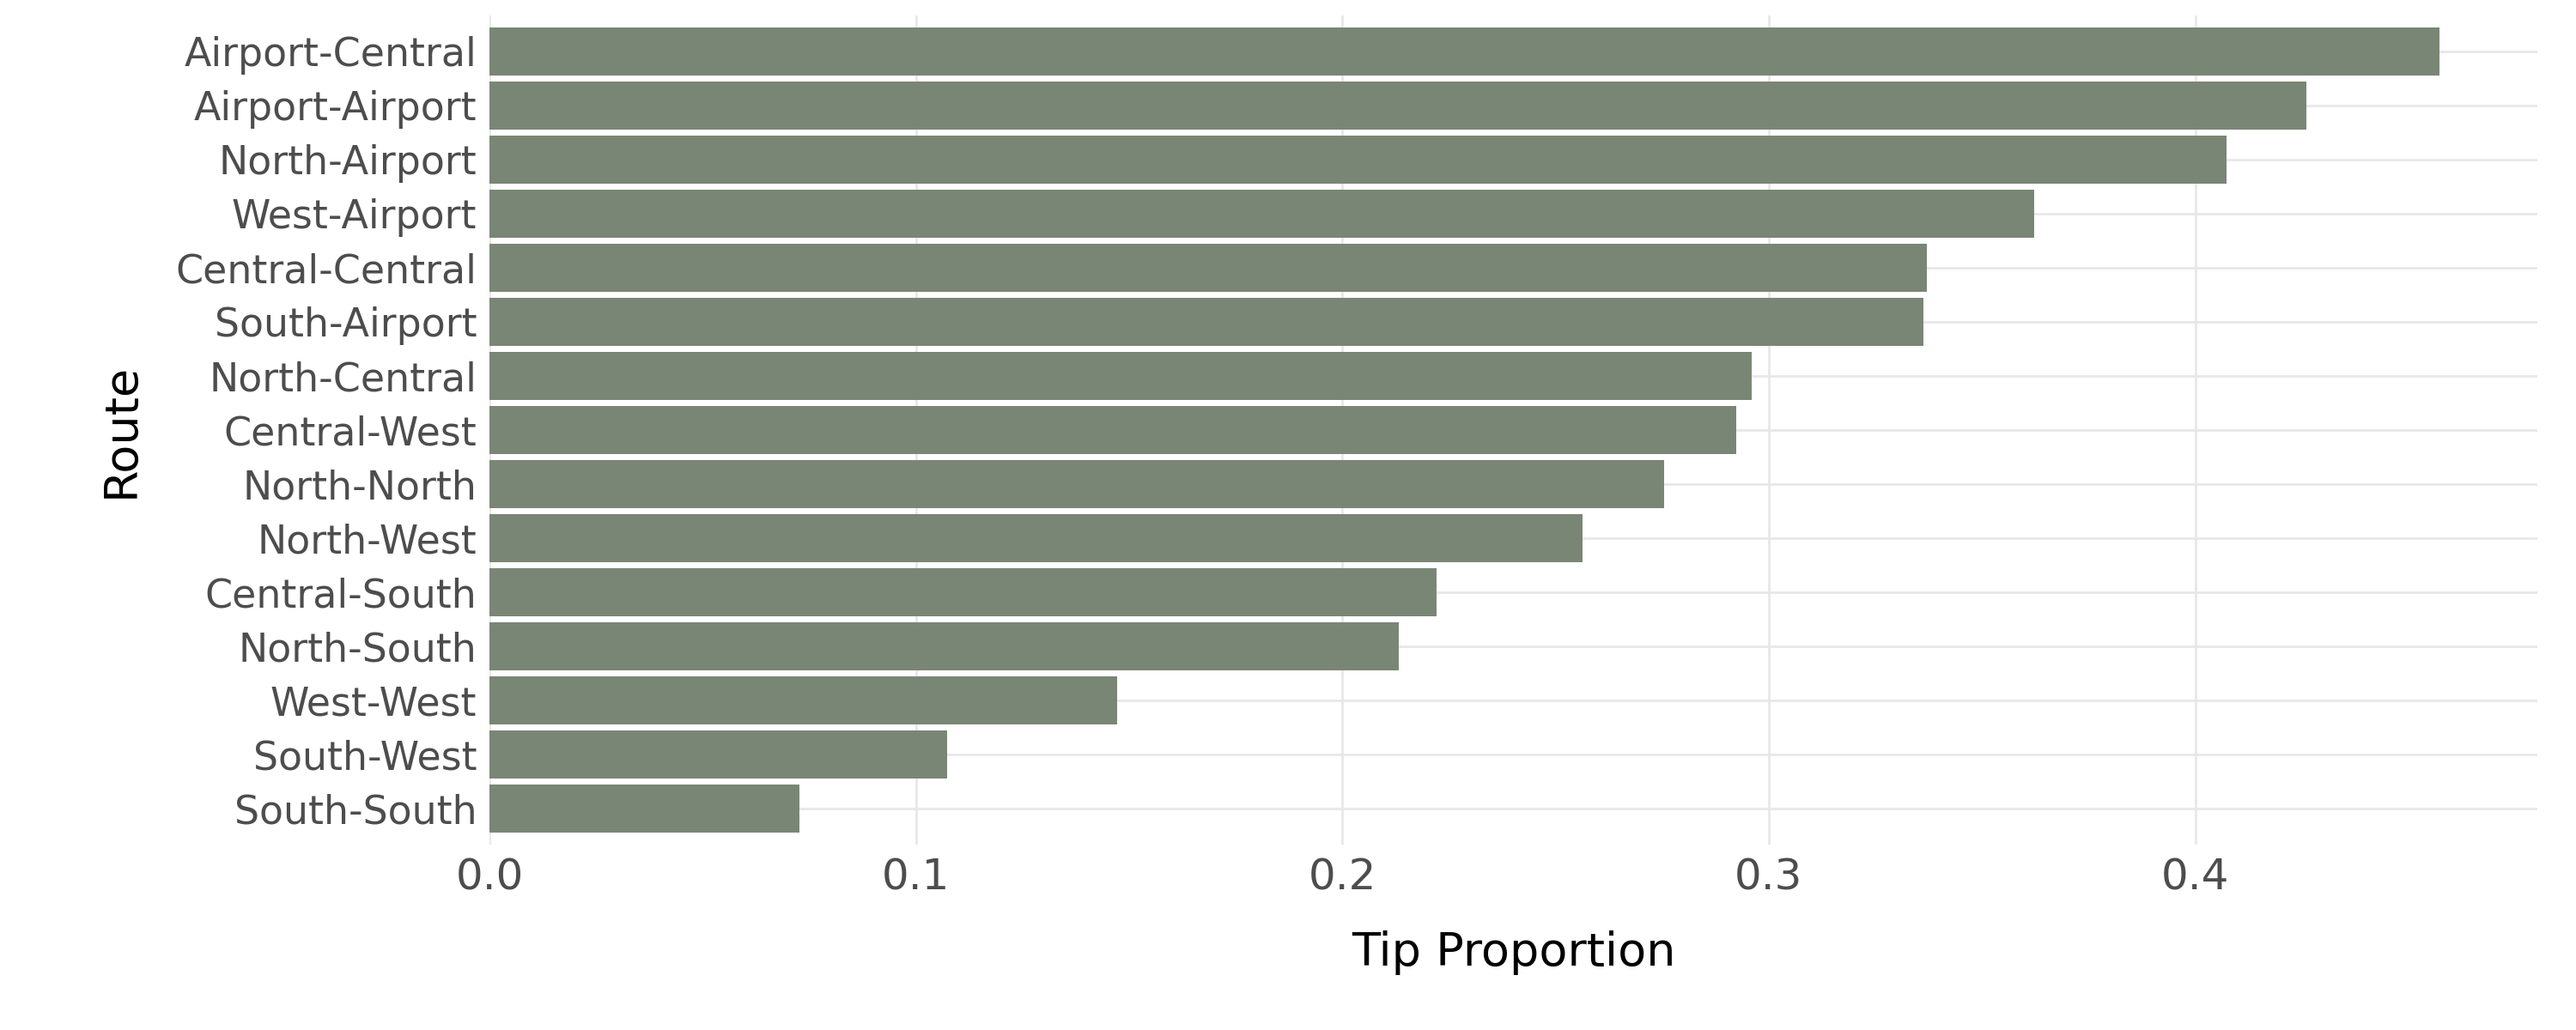 Airport-Central
Airport-Airport
North-Airport
West-Airport
Central-Central
South-Airport
North-Central
Central-West
North-North
North-West
Central-South
North-South
West-West
South-West
South-South
Route
0.0 0.1 0.2 0.3 0.4
Tip Proportion